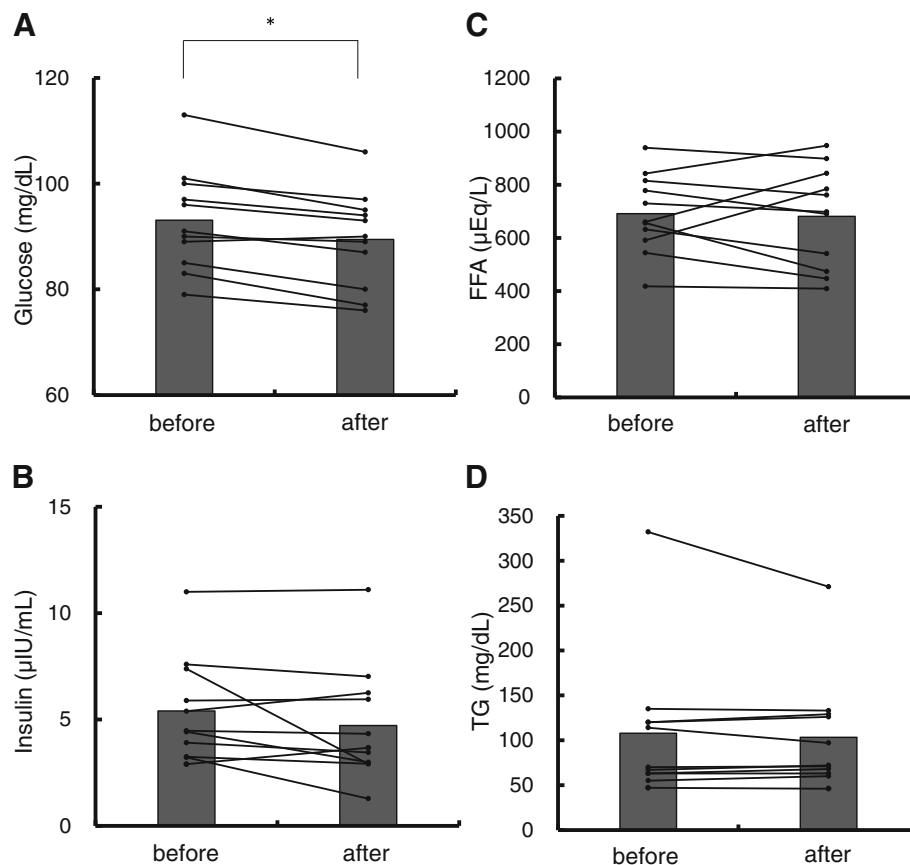 A
*
Glucose (mg/dL)
120
100
80
60
before after
C
FFA (µEq/L)
1200
1000
800
600
400
200
0
before after
B
Insulin (µIU/mL)
15
10
5
0
before after
D
TG (mg/dL)
350
300
250
200
150
100
50
0
before after